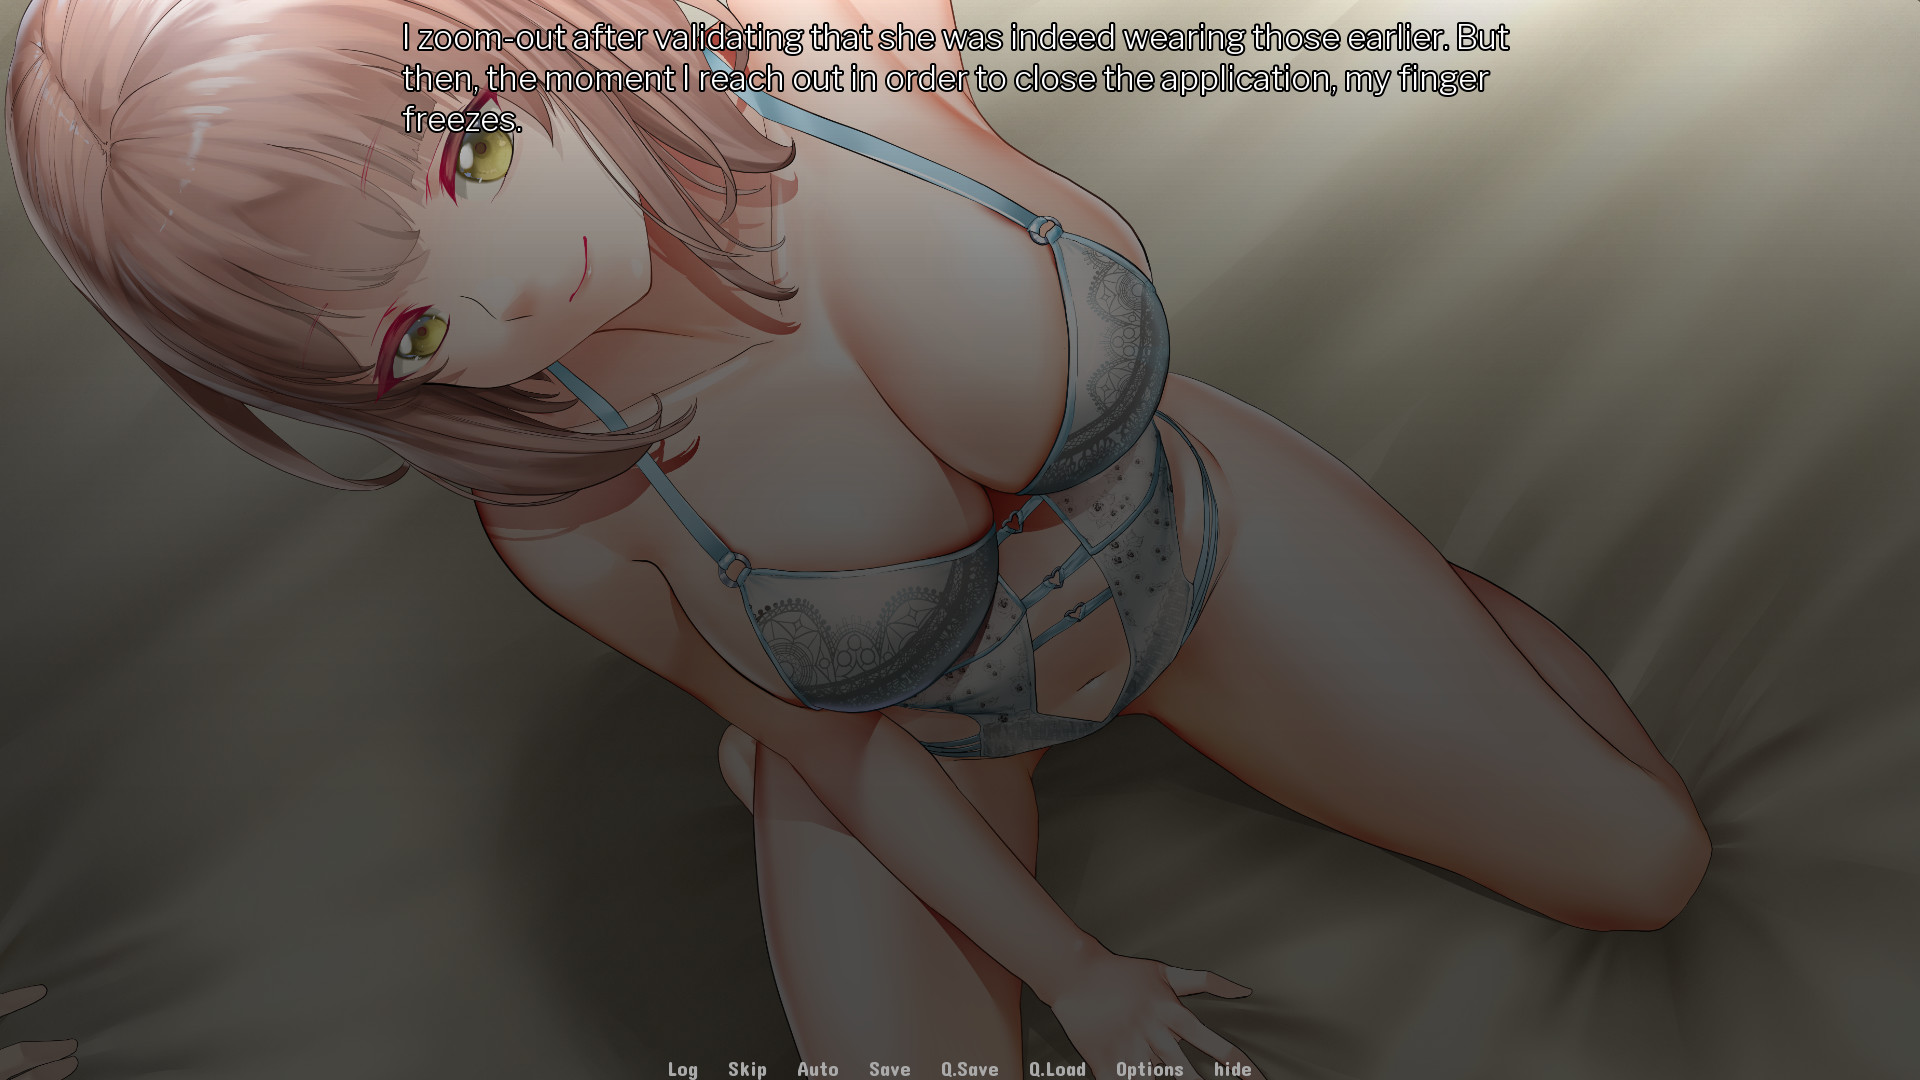 I zoom-out after validating that she was indeed wearing those earlier. But
then, the moment I reach out in order to close the application, my finger
freezes.
Log Skip Auto Save Q.Save Q.Load Options hide